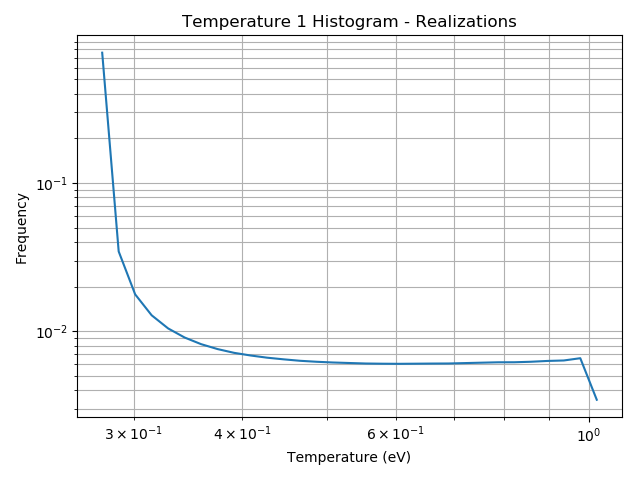 Temperature 1 Histogram - Realizations
Frequency
10⁻¹
10⁻²
3 × 10⁻¹ 4 × 10⁻¹ 6 × 10⁻¹ 10⁰
Temperature (eV)